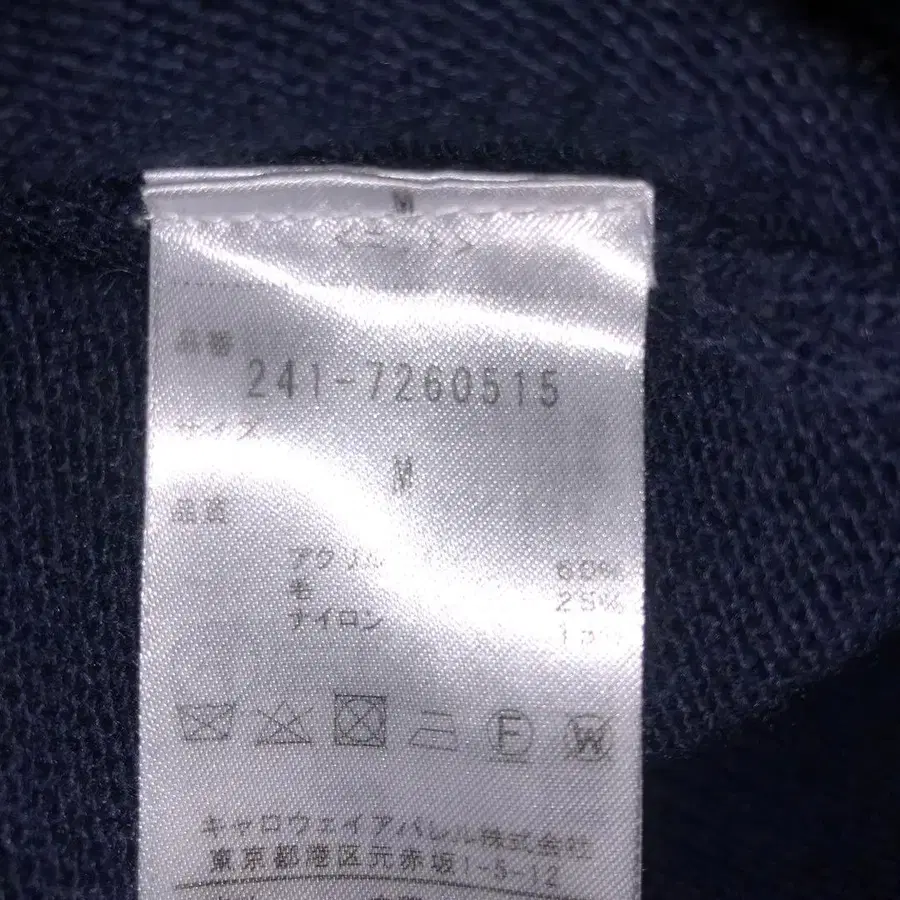 M
<ニット>
品番
241-7260515
サイズ
M
品質
アクリル 60%
毛 25%
ナイロン 15%
F
W
キャロウェイアパレル株式会社
東京都港区元赤坂1-5-12